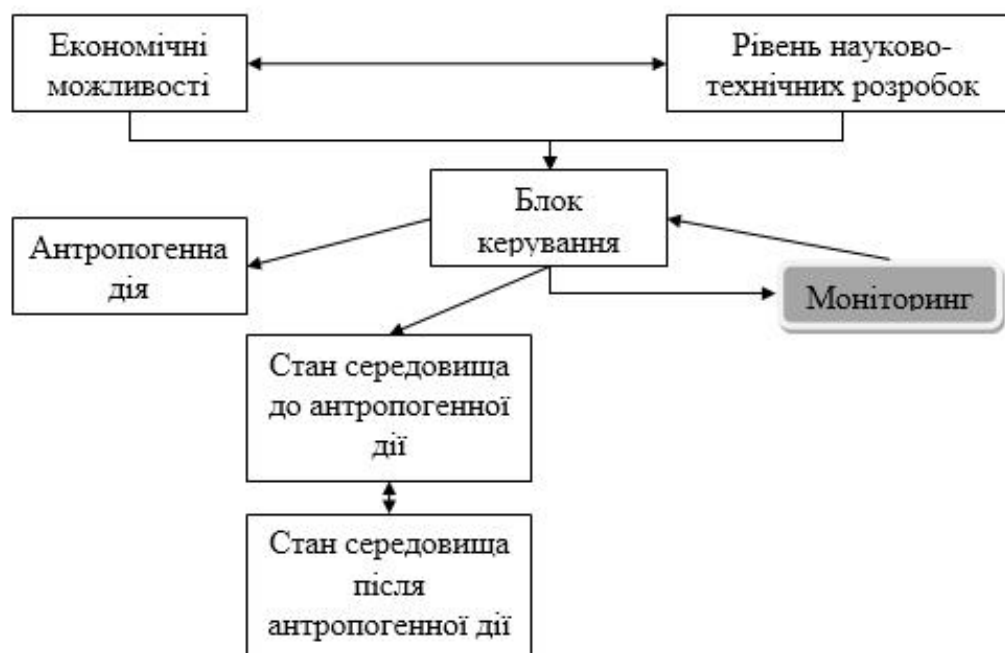 Економічні
можливості
Рівень науково-
технічних розробок
Блок
керування
Антропогенна
дія
Моніторинг
Стан середовища
до антропогенної
дії
Стан середовища
після
антропогенної дії